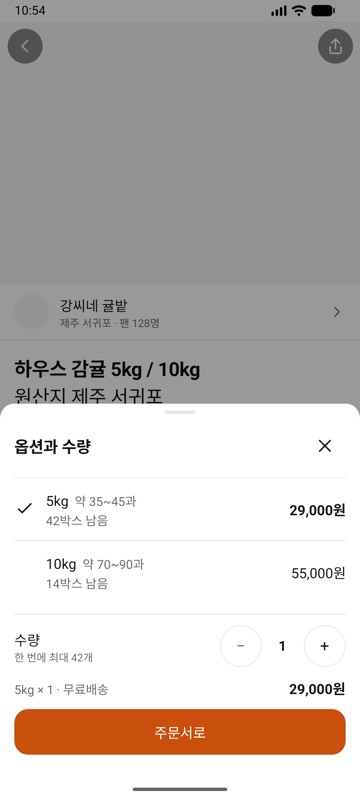 10:54
강씨네 귤밭
제주 서귀포 · 팬 128명
하우스 감귤 5kg / 10kg
원산지 제주 서귀포
옵션과 수량
5kg 약 35~45과
42박스 남음
29,000원
10kg 약 70~90과
14박스 남음
55,000원
수량
한 번에 최대 42개
− 1 +
5kg × 1 · 무료배송
29,000원
주문서로